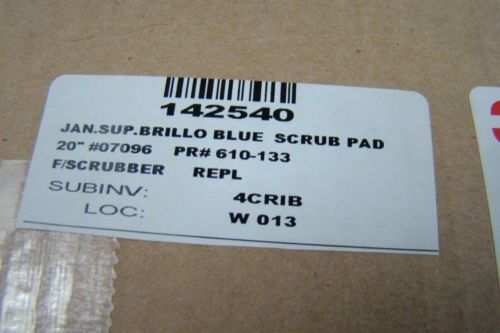 142540
JAN.SUP.BRILLO BLUE SCRUB PAD
20" #07096 PR# 610-133
F/SCRUBBER REPL
SUBINV: 4CRIB
LOC: W 013